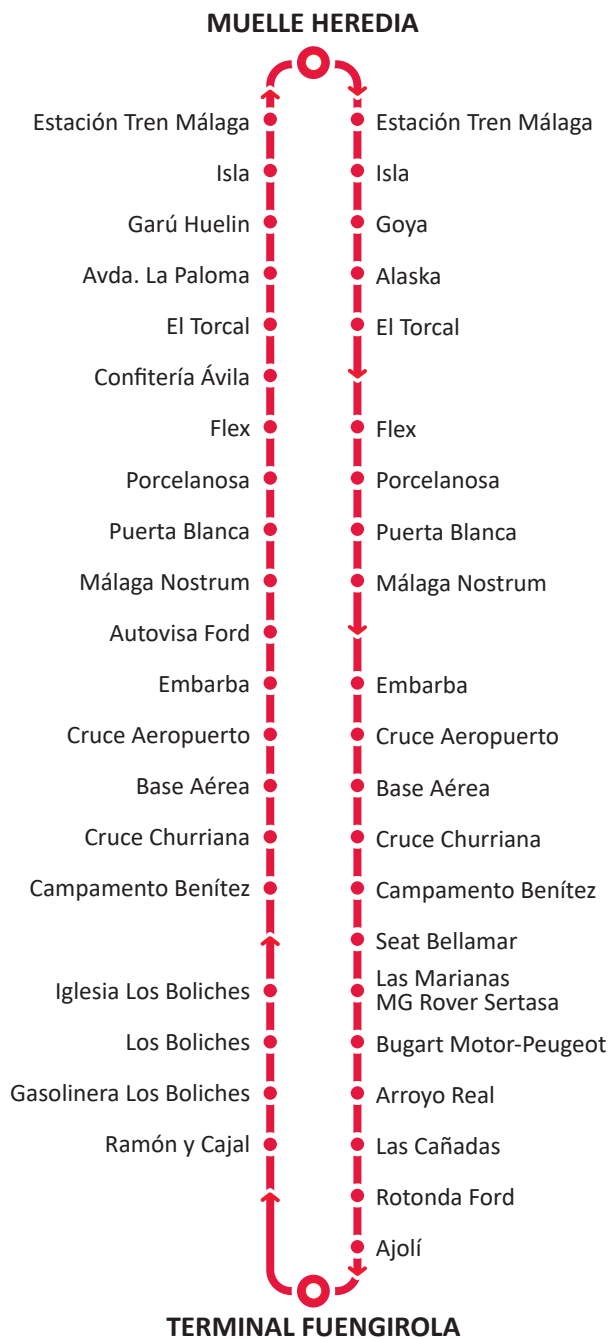 MUELLE HEREDIA
Estación Tren Málaga
Isla
Garú Huelin
Avda. La Paloma
El Torcal
Confitería Ávila
Flex
Porcelanosa
Puerta Blanca
Málaga Nostrum
Autovisa Ford
Embarba
Cruce Aeropuerto
Base Aérea
Cruce Churriana
Campamento Benítez
Iglesia Los Boliches
Los Boliches
Gasolinera Los Boliches
Ramón y Cajal
Estación Tren Málaga
Isla
Goya
Alaska
El Torcal
Flex
Porcelanosa
Puerta Blanca
Málaga Nostrum
Embarba
Cruce Aeropuerto
Base Aérea
Cruce Churriana
Campamento Benítez
Seat Bellamar
Las Marianas
MG Rover Sertasa
Bugart Motor-Peugeot
Arroyo Real
Las Cañadas
Rotonda Ford
Ajolí
TERMINAL FUENGIROLA